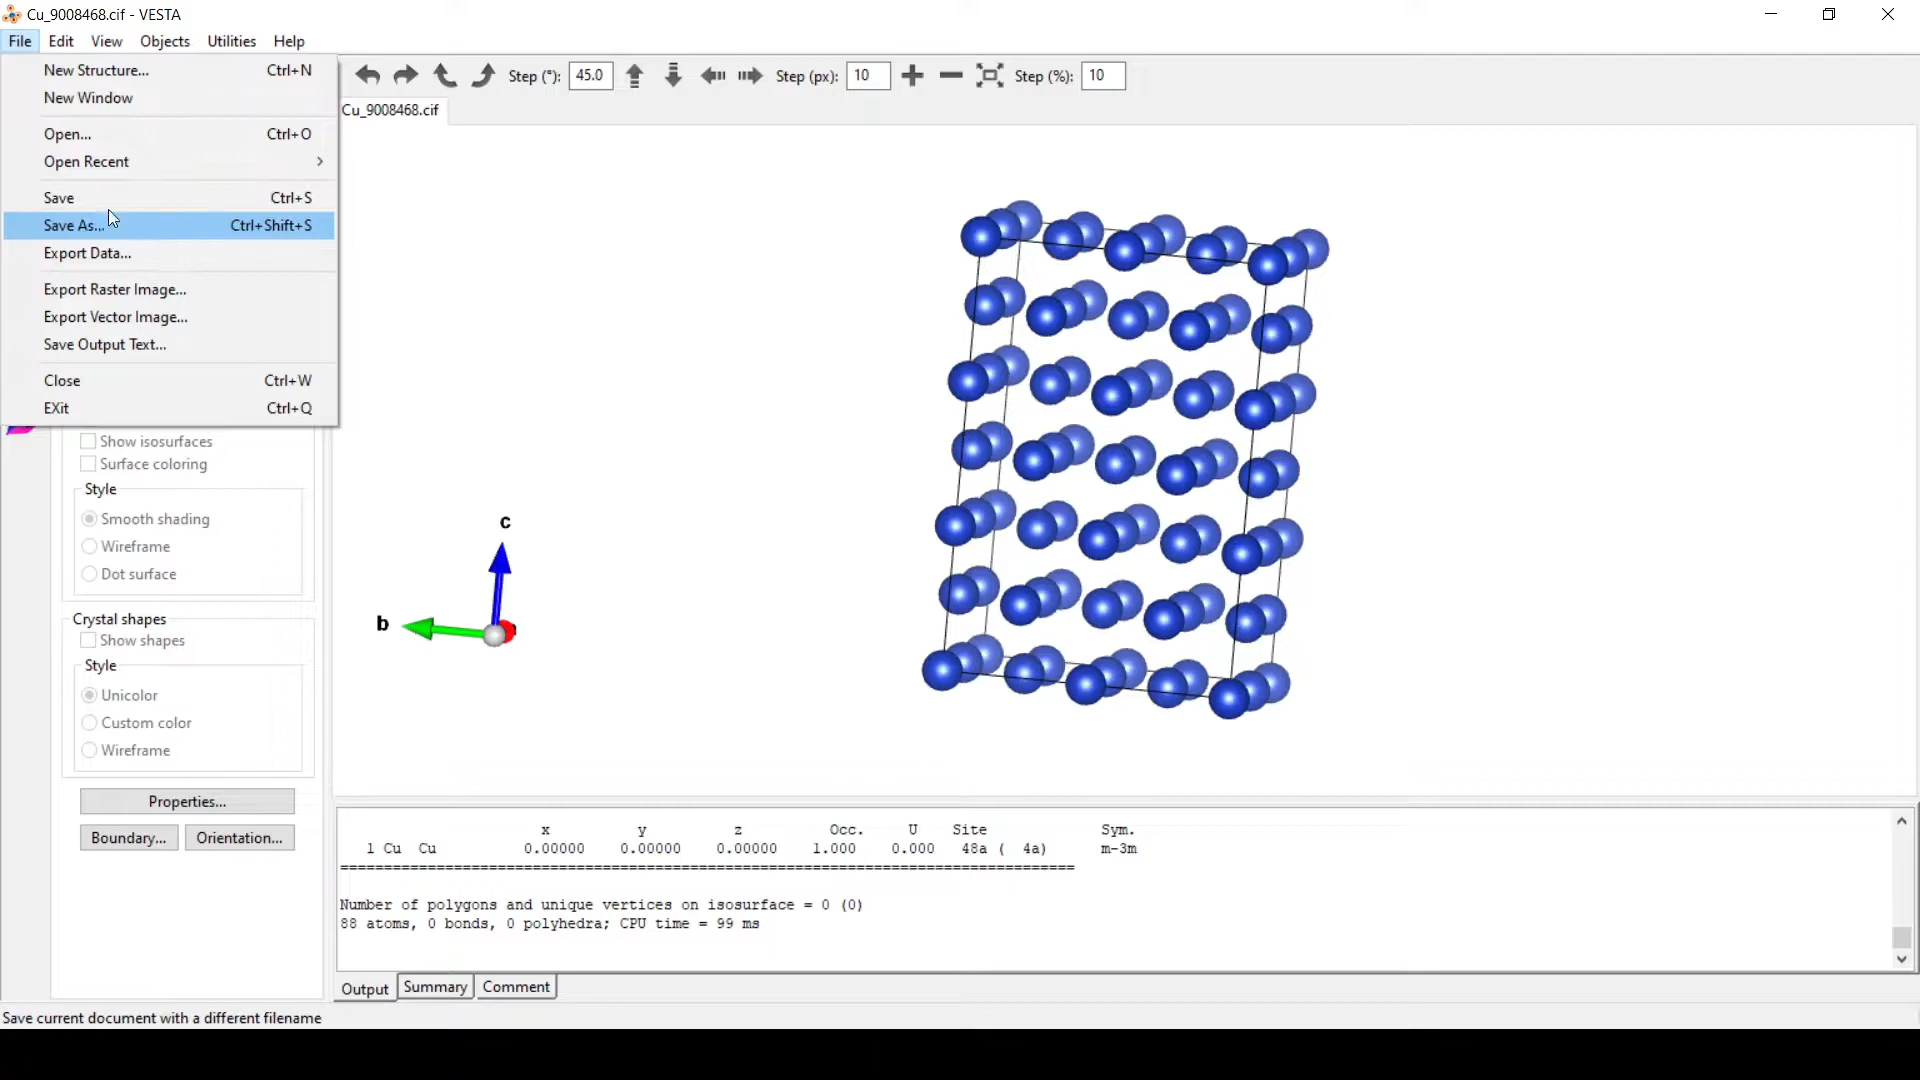 Cu_9008468.cif - VESTA
File Edit View Objects Utilities Help
New Structure... Ctrl+N
New Window
Open... Ctrl+O
Open Recent
Save Ctrl+S
Save As... Ctrl+Shift+S
Export Data...
Export Raster Image...
Export Vector Image...
Save Output Text...
Close Ctrl+W
EXit Ctrl+Q
Step (°): 45.0 Step (px): 10 Step (%): 10
Cu_9008468.cif
Show isosurfaces
Surface coloring
Style
Smooth shading
Wireframe
Dot surface
Crystal shapes
Show shapes
Style
Unicolor
Custom color
Wireframe
Properties...
Boundary... Orientation...
c
b
x y z Occ. U Site Sym.
1 Cu Cu 0.00000 0.00000 0.00000 1.000 0.000 48a ( 4a) m-3m
================================================================================
Number of polygons and unique vertices on isosurface = 0 (0)
88 atoms, 0 bonds, 0 polyhedra; CPU time = 99 ms
Output Summary Comment
Save current document with a different filename